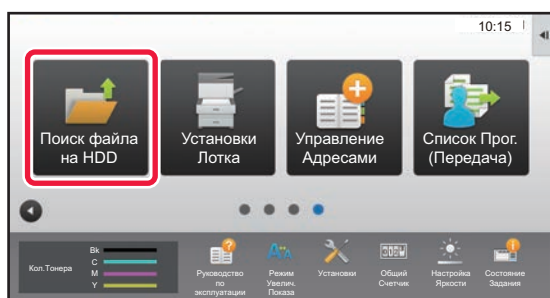 10:15
Поиск файла
на HDD
Установки
Лотка
Управление
Адресами
Список Прог.
(Передача)
Кол.Тонера
Bk
C
M
Y
Руководство
по
эксплуатации
Режим
Увелич.
Показа
Установки
Общий
Счетчик
Настройка
Яркости
Состояние
Задания